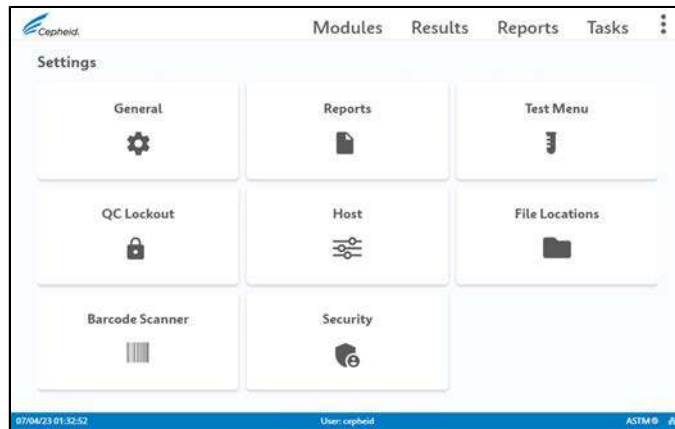 Cepheid.
Modules Results Reports Tasks
Settings
General Reports Test Menu
QC Lockout Host File Locations
Barcode Scanner Security
07/04/23 01:32:52 User: cepheid ASTM